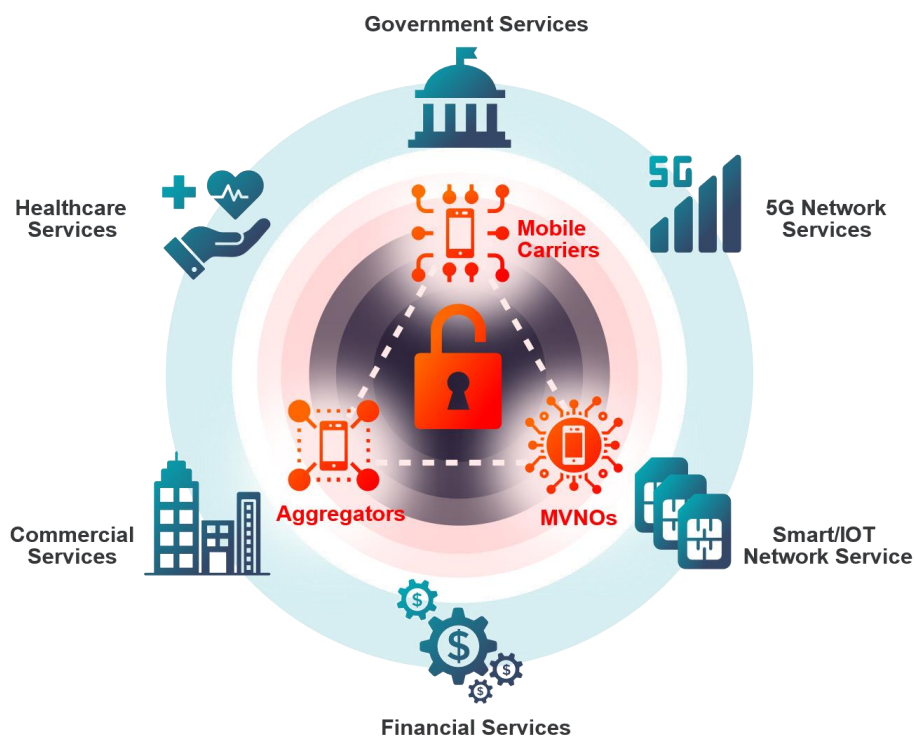 Government Services
Healthcare
Services
5G
5G Network
Services
Mobile
Carriers
Aggregators
MVNOs
Commercial
Services
Smart/IOT
Network Service
$
$
$
$
Financial Services